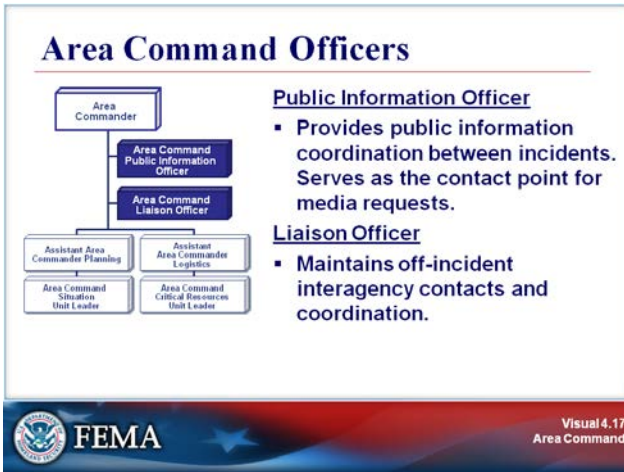 Area Command Officers
Area
Commander
Area Command
Public Information
Officer
Area Command
Liaison Officer
Assistant Area
Commander Planning
Assistant
Area Commander
Logistics
Area Command
Situation
Unit Leader
Area Command
Critical Resources
Unit Leader
Public Information Officer
▪ Provides public information
coordination between incidents.
Serves as the contact point for
media requests.
Liaison Officer
▪ Maintains off-incident
interagency contacts and
coordination.
FEMA
Visual 4.17
Area Command